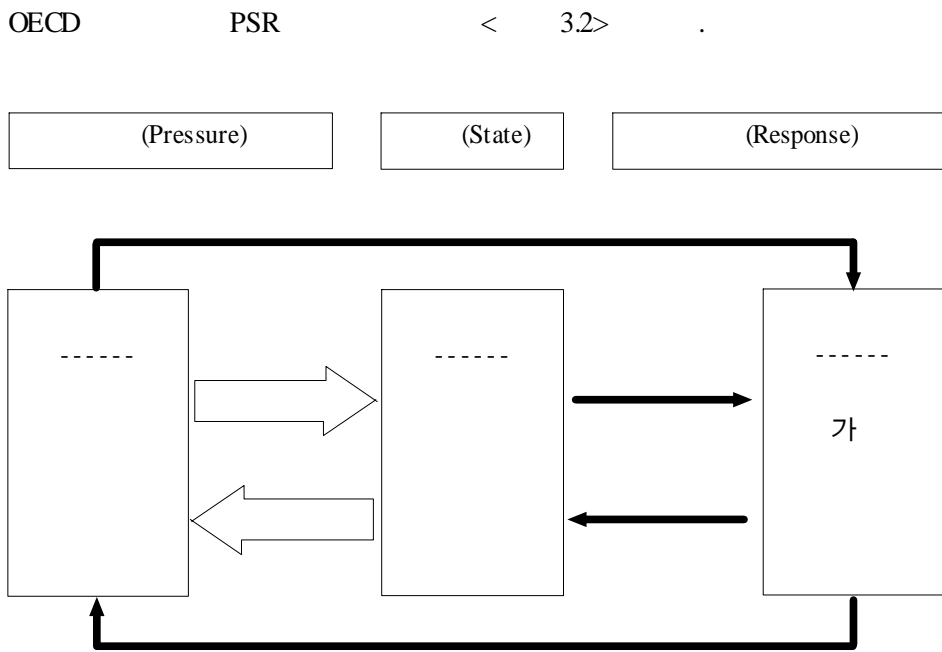 OECD PSR < 3.2> .
(Pressure) (State) (Response)
------ ------ ------
가